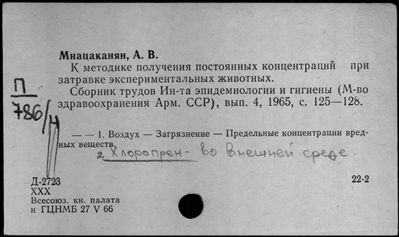 Мнацаканян, А. В.
К методике получения постоянных концентраций при
затравке экспериментальных животных.
Сборник трудов Ин-та эпидемиологии и гигиены (М-во
здравоохранения Арм. ССР), вып. 4, 1965, с. 125—128.
П
786/м
— — 1. Воздух — Загрязнение — Предельные концентрации вред-
ных веществ.
2. Хлоропрен - во внешней среде.
Д-2723
22-2
XXX
Всесоюз. кн. палата
и ГЦНМБ 27 V 66